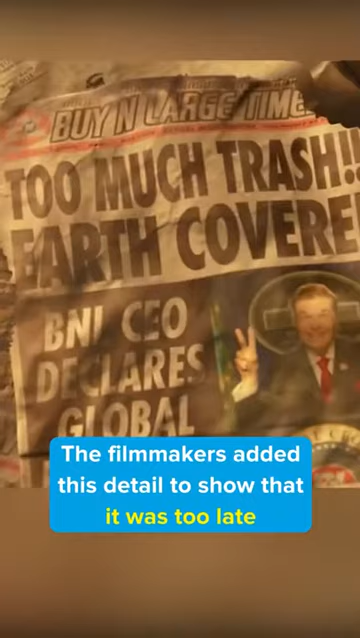 BUY N LARGE TIME
TOO MUCH TRASH!!
EARTH COVERE
BNL CEO
DECLARES
GLOBAL
The filmmakers added
this detail to show that
it was too late